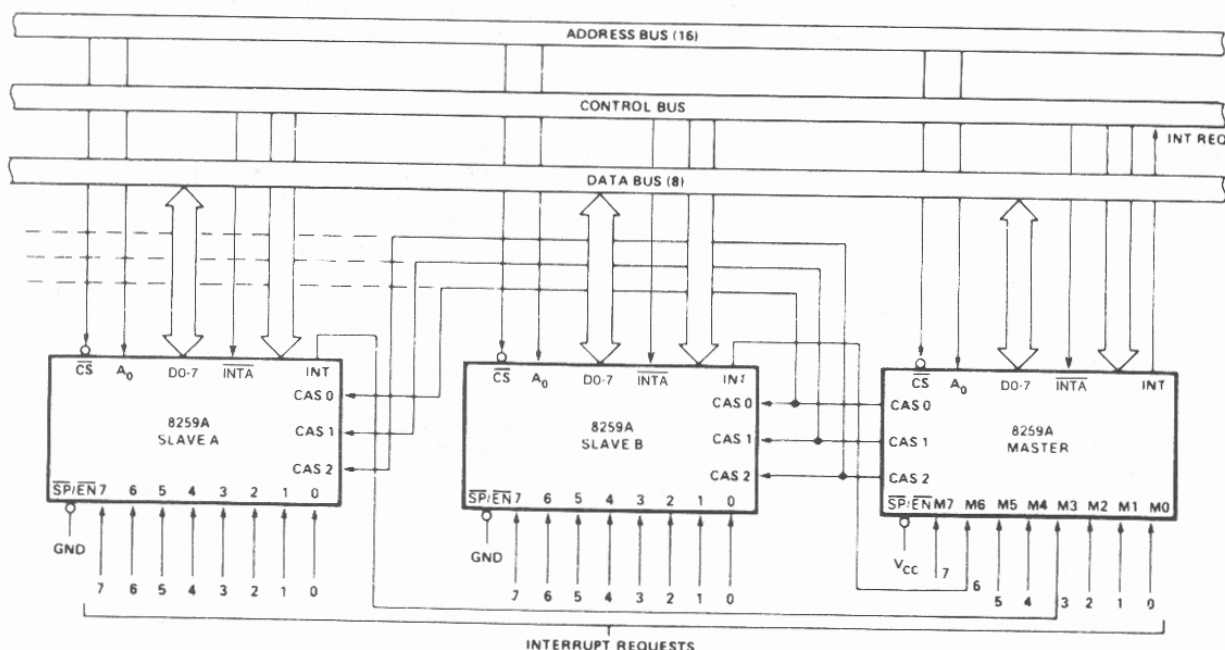 ADDRESS BUS (16)
CONTROL BUS
INT REQ
DATA BUS (8)
CS A0 D0-7 INTA INT
8259A
SLAVE A
CAS 0
CAS 1
CAS 2
SP/EN 7 6 5 4 3 2 1 0
GND
7 6 5 4 3 2 1 0
CS A0 D0-7 INTA INT
8259A
SLAVE B
CAS 0
CAS 1
CAS 2
SP/EN 7 6 5 4 3 2 1 0
GND
7 6 5 4 3 2 1 0
CS A0 D0-7 INTA INT
CAS 0
CAS 1
CAS 2
8259A
MASTER
SP/EN M7 M6 M5 M4 M3 M2 M1 M0
VCC
7 6 5 4 3 2 1 0
INTERRUPT REQUESTS